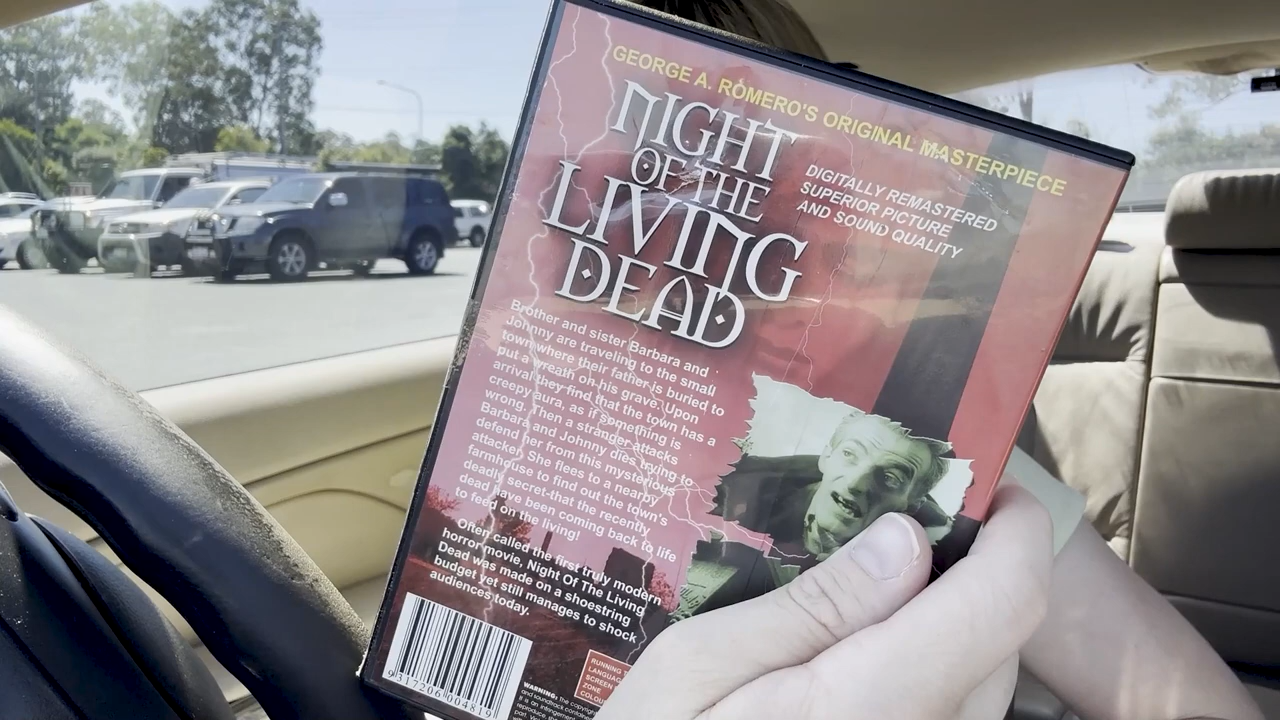 GEORGE A. ROMERO'S ORIGINAL MASTERPIECE
NIGHT
OF THE
LIVING
DEAD
DIGITALLY REMASTERED
SUPERIOR PICTURE
AND SOUND QUALITY
Brother and sister Barbara and
Johnny are traveling to the small
town where their father is buried to
put a wreath on his grave. Upon
arrival they find that the town has a
creepy aura, as if something is
wrong. Then a stranger attacks
Barbara and Johnny dies trying to
defend her from this mysterious
attacker. She flees to a nearby
farmhouse to find out the town's
deadly secret-that the recently
dead have been coming back to life
to feed on the living!
Often called the first truly modern
horror movie, Night Of The Living
Dead was made on a shoestring
budget yet still manages to shock
audiences today.
9 317206 004819
RUNNING
LANGUAG
SCREEN
ZONE
COLOU
WARNING: The copyright
and soundtrack contained